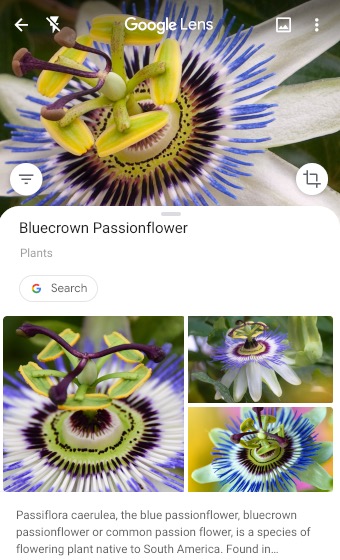 Google Lens
Bluecrown Passionflower
Plants
Search
Passiflora caerulea, the blue passionflower, bluecrown
passionflower or common passion flower, is a species of
flowering plant native to South America. Found in...